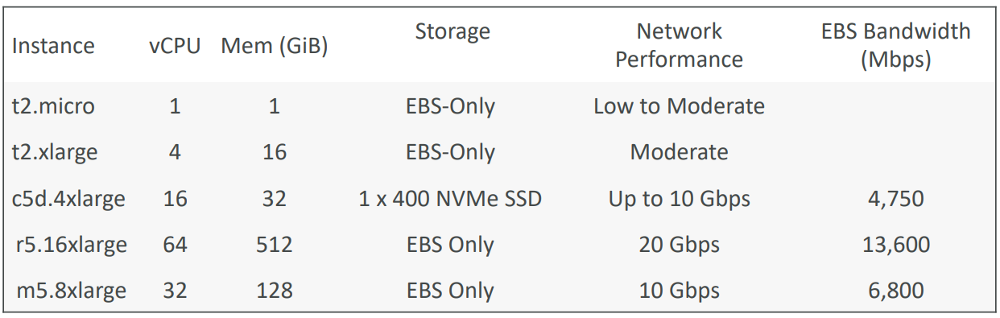 Instance vCPU Mem (GiB) Storage Network Performance EBS Bandwidth (Mbps)
t2.micro 1 1 EBS-Only Low to Moderate
t2.xlarge 4 16 EBS-Only Moderate
c5d.4xlarge 16 32 1 x 400 NVMe SSD Up to 10 Gbps 4,750
r5.16xlarge 64 512 EBS Only 20 Gbps 13,600
m5.8xlarge 32 128 EBS Only 10 Gbps 6,800